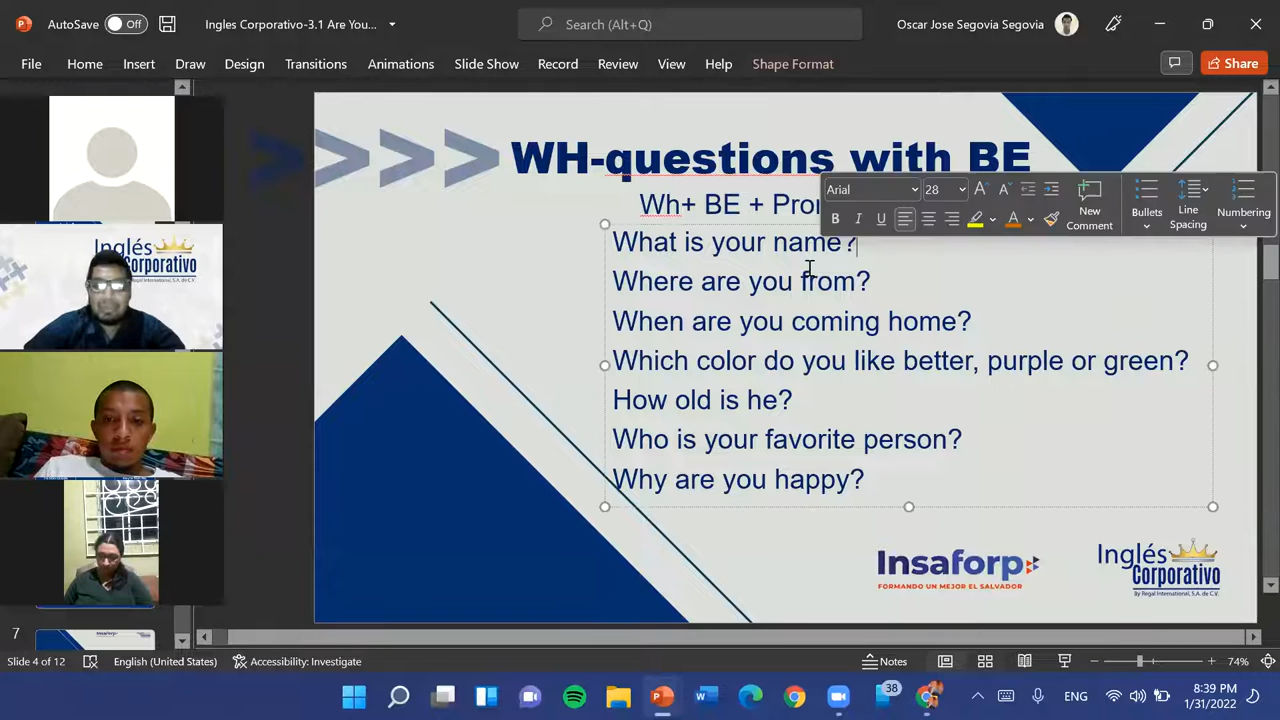 AutoSave Off Ingles Corporativo-3.1 Are You... Search (Alt+Q) Oscar Jose Segovia Segovia
File Home Insert Draw Design Transitions Animations Slide Show Record Review View Help Shape Format Share
WH-questions with BE
Wh+ BE + Pron
Arial 28
B I U New Comment Bullets Line Spacing Numbering
What is your name?
Where are you from?
When are you coming home?
Which color do you like better, purple or green?
How old is he?
Who is your favorite person?
Why are you happy?
Inglés
Corporativo
Insaforp
FORMANDO UN MEJOR EL SALVADOR
Inglés
Corporativo
By Regal International, S.A. de C.V.
7
Slide 4 of 12 English (United States) Accessibility: Investigate Notes 74%
38 ENG 8:39 PM
1/31/2022